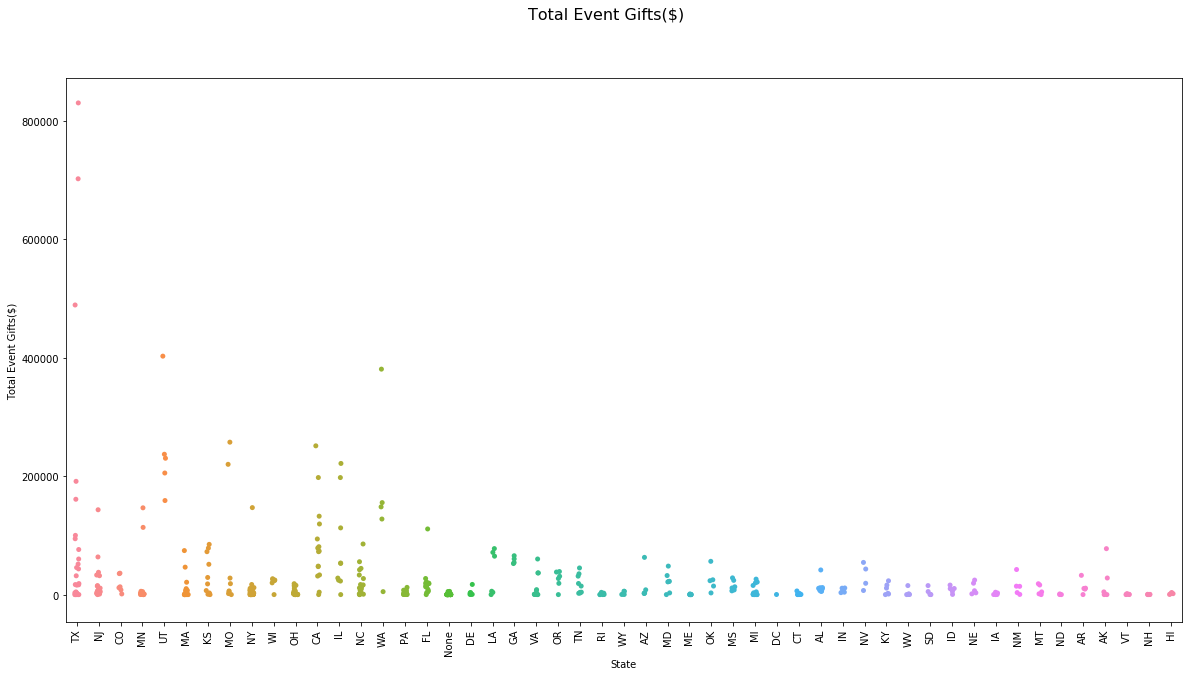 Total Event Gifts($)
800000
600000
400000
200000
0
Total Event Gifts($)
TX NJ CO MN UT MA KS MO NY WI OH CA IL NC WA PA FL None DE LA GA VA OR TN RI WY AZ MD ME OK MS MI DC CT AL IN NV KY WV SD ID NE IA NM MT ND AR AK VT NH HI
State